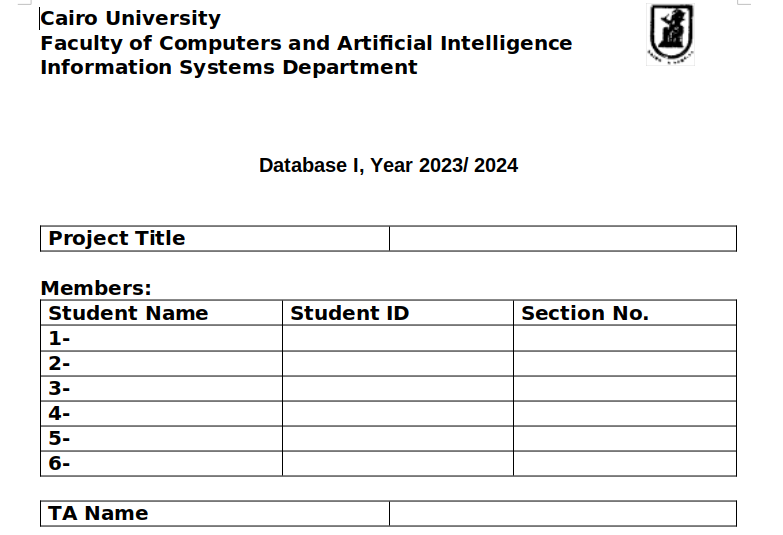 Cairo University
Faculty of Computers and Artificial Intelligence
Information Systems Department
Database I, Year 2023/ 2024
Project Title
Members:
Student Name Student ID Section No.
1-
2-
3-
4-
5-
6-
TA Name